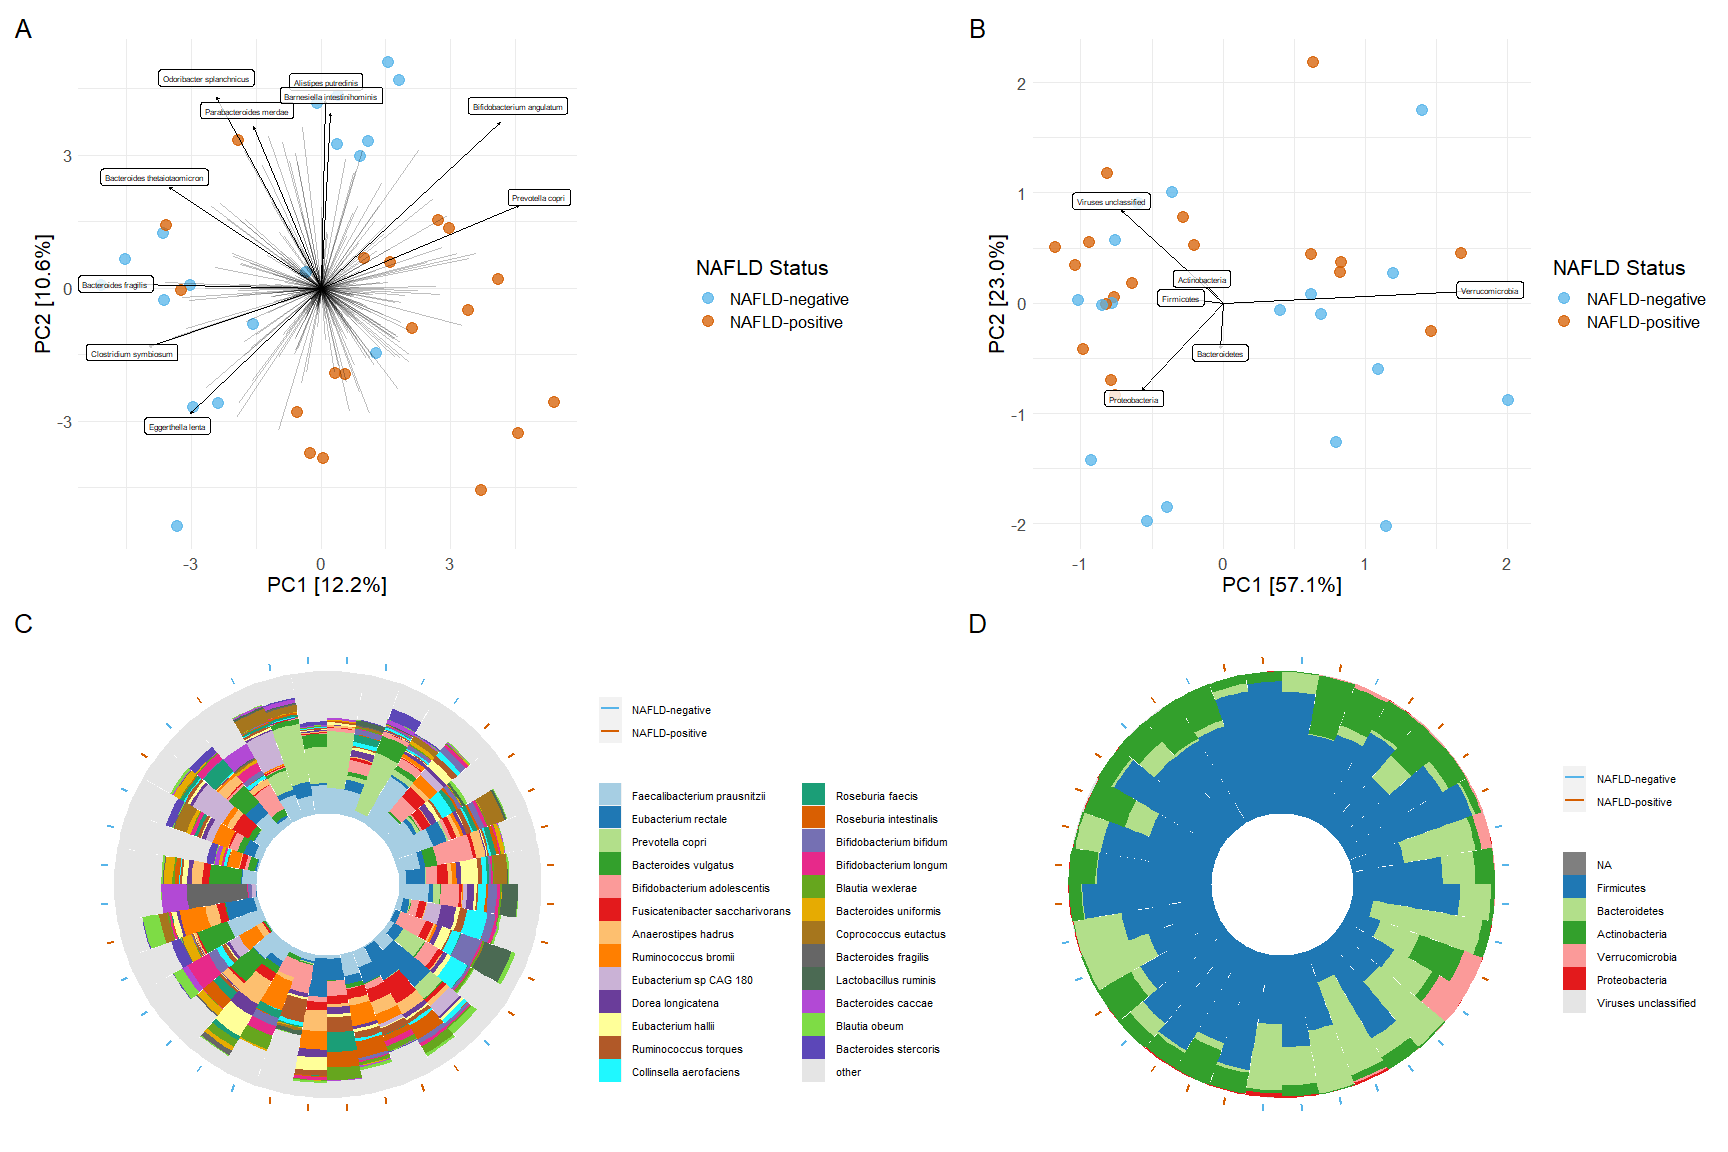 A
Odoribacter splanchnicus
Alistipes putredinis
Barnesiella intestinihominis
Parabacteroides merdae
Bifidobacterium angulatum
Bacteroides thetaiotaomicron
Prevotella copri
Bacteroides fragilis
Clostridium symbiosum
Eggerthella lenta
3
0
-3
PC2 [10.6%]
-3
0
3
PC1 [12.2%]
NAFLD Status
NAFLD-negative
NAFLD-positive
B
Viruses unclassified
Actinobacteria
Firmicutes
Verrucomicrobia
Bacteroidetes
Proteobacteria
2
1
0
-1
-2
PC2 [23.0%]
-1
0
1
2
PC1 [57.1%]
NAFLD Status
NAFLD-negative
NAFLD-positive
C
NAFLD-negative
NAFLD-positive
Faecalibacterium prausnitzii
Eubacterium rectale
Prevotella copri
Bacteroides vulgatus
Bifidobacterium adolescentis
Fusicatenibacter saccharivorans
Anaerostipes hadrus
Ruminococcus bromii
Eubacterium sp CAG 180
Dorea longicatena
Eubacterium hallii
Ruminococcus torques
Collinsella aerofaciens
Roseburia faecis
Roseburia intestinalis
Bifidobacterium bifidum
Bifidobacterium longum
Blautia wexlerae
Bacteroides uniformis
Coprococcus eutactus
Bacteroides fragilis
Lactobacillus ruminis
Bacteroides caccae
Blautia obeum
Bacteroides stercoris
other
D
NAFLD-negative
NAFLD-positive
NA
Firmicutes
Bacteroidetes
Actinobacteria
Verrucomicrobia
Proteobacteria
Viruses unclassified